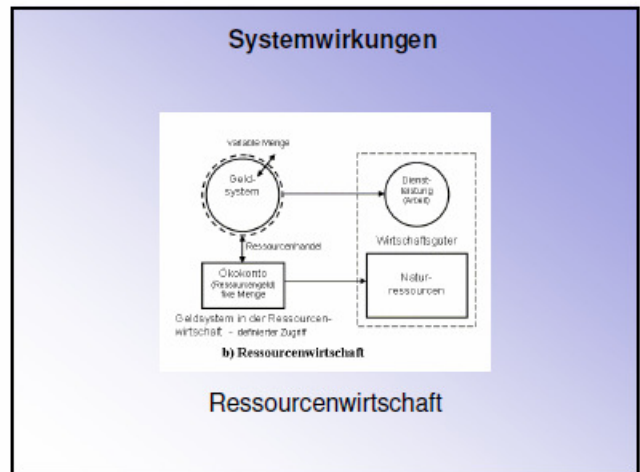 Systemwirkungen
variable Menge
Geld-
system
Dienst-
leistung
(Arbeit)
Wirtschaftsgüter
Ressourcenhandel
Ökokonto
(Ressourcengeld)
fixe Menge
Natur-
ressourcen
Geldsystem in der Ressourcen-
wirtschaft - definierter Zugriff
b) Ressourcenwirtschaft
Ressourcenwirtschaft